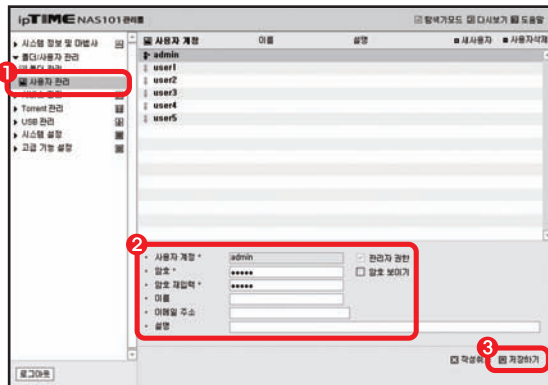 ipTIME NAS101 관리툴
탐색기모드 다시보기 도움말
시스템 정보 및 마법사
폴더/사용자 관리
폴더 관리
사용자 관리
Torrent 관리
USB 관리
시스템 설정
고급 기능 설정
로그아웃
1
사용자 계정 이름 설명 새사용자 사용자삭제
admin
user1
user2
user3
user4
user5
2
사용자 계정 * admin 관리자 권한
암호 * ●●●●● 암호 보이기
암호 재입력 * ●●●●●
이름
이메일 주소
설명
3
작성취 저장하기